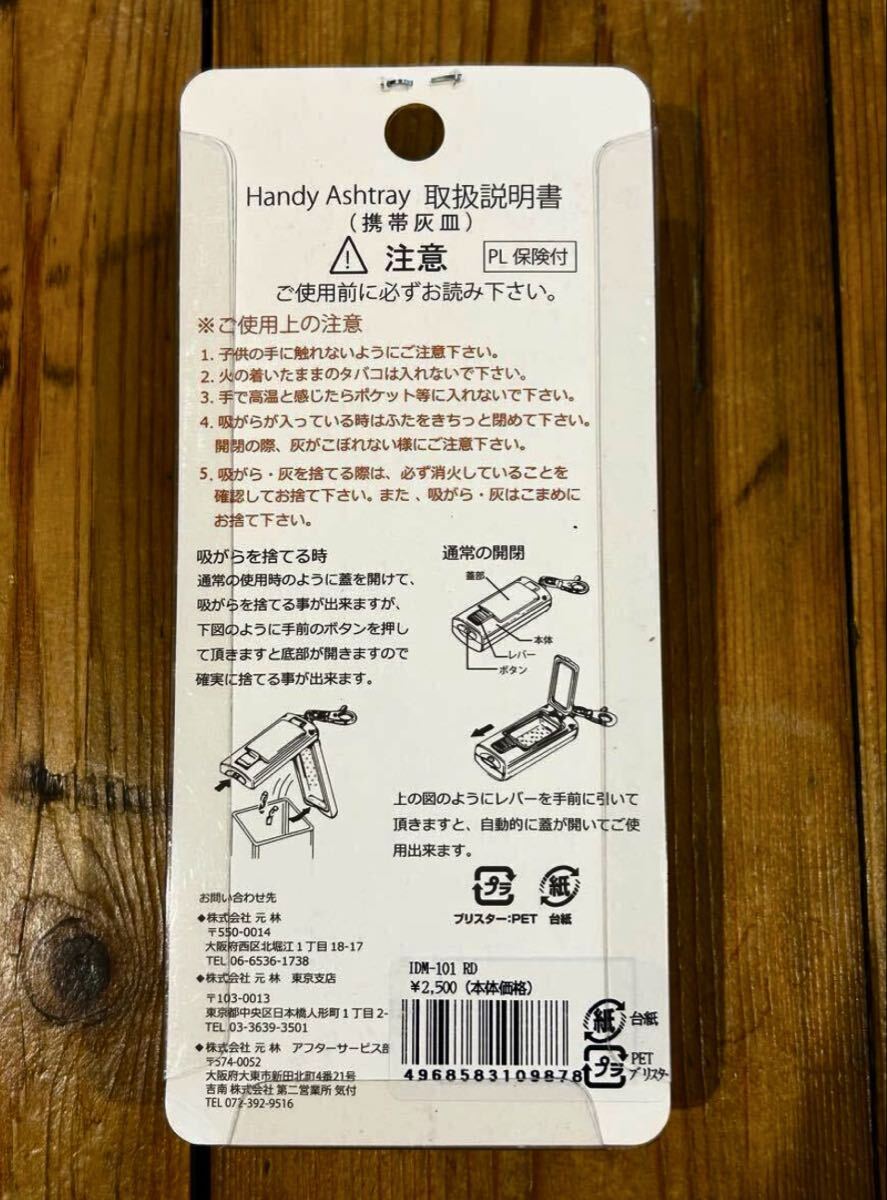 Handy Ashtray 取扱説明書
(携帯灰皿)
注意 PL保険付
ご使用前に必ずお読み下さい。
※ご使用上の注意
1. 子供の手に触れないようにご注意下さい。
2. 火の着いたままのタバコは入れないで下さい。
3. 手で高温と感じたらポケット等に入れないで下さい。
4. 吸がらが入っている時はふたをきちっと閉めて下さい。
開閉の際、灰がこぼれない様にご注意下さい。
5. 吸がら・灰を捨てる際は、必ず消火していることを
確認してお捨て下さい。また、吸がら・灰はこまめに
お捨て下さい。
吸がらを捨てる時
通常の使用時のように蓋を開けて、
吸がらを捨てる事が出来ますが、
下図のように手前のボタンを押し
て頂きますと底部が開きますので
確実に捨てる事が出来ます。
通常の開閉
蓋部
本体
レバー
ボタン
上の図のようにレバーを手前に引いて
頂きますと、自動的に蓋が開いてご使
用出来ます。
プラ 紙
ブリスター:PET 台紙
お問い合わせ先
◆株式会社 元林
〒550-0014
大阪府西区北堀江1丁目18-17
TEL 06-6536-1738
◆株式会社 元林 東京支店
〒103-0013
東京都中央区日本橋人形町1丁目2-
TEL 03-3639-3501
◆株式会社 元林 アフターサービス部
〒574-0052
大阪府大東市新田北町4番21号
吉南 株式会社 第二営業所 気付
TEL 072-392-9516
IDM-101 RD
¥2,500 (本体価格)
4968583109878
紙 台紙
プラ PET
ブリスター